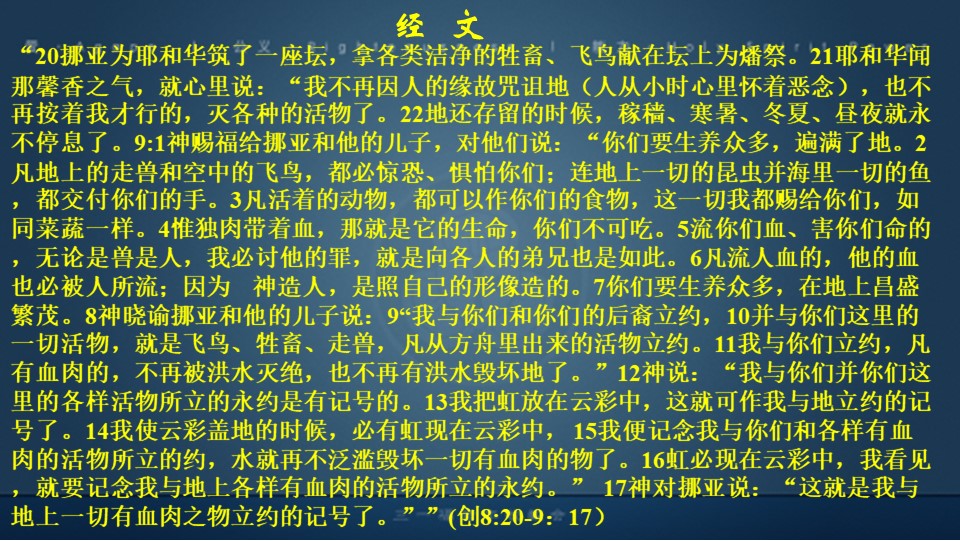 经 文
“20挪亚为耶和华筑了一座坛，拿各类洁净的牲畜、飞鸟献在坛上为燔祭。21耶和华闻
那馨香之气，就心里说：“我不再因人的缘故咒诅地（人从小时心里怀着恶念），也不
再按着我才行的，灭各种的活物了。22地还存留的时候，稼穑、寒暑、冬夏、昼夜就永
不停息了。9:1神赐福给挪亚和他的儿子，对他们说：“你们要生养众多，遍满了地。2
凡地上的走兽和空中的飞鸟，都必惊恐、惧怕你们；连地上一切的昆虫并海里一切的鱼
，都交付你们的手。3凡活着的动物，都可以作你们的食物，这一切我都赐给你们，如
同菜蔬一样。4惟独肉带着血，那就是它的生命，你们不可吃。5流你们血、害你们命的
，无论是兽是人，我必讨他的罪，就是向各人的弟兄也是如此。6凡流人血的，他的血
也必被人所流；因为　神造人，是照自己的形像造的。7你们要生养众多，在地上昌盛
繁茂。8神晓谕挪亚和他的儿子说：9“我与你们和你们的后裔立约，10并与你们这里的
一切活物，就是飞鸟、牲畜、走兽，凡从方舟里出来的活物立约。11我与你们立约，凡
有血肉的，不再被洪水灭绝，也不再有洪水毁坏地了。”12神说：“我与你们并你们这
里的各样活物所立的永约是有记号的。13我把虹放在云彩中，这就可作我与地立约的记
号了。14我使云彩盖地的时候，必有虹现在云彩中， 15我便记念我与你们和各样有血
肉的活物所立的约，水就再不泛滥毁坏一切有血肉的物了。16虹必现在云彩中，我看见
，就要记念我与地上各样有血肉的活物所立的永约。” 17神对挪亚说：“这就是我与
地上一切有血肉之物立约的记号了。””(创8:20-9：17）